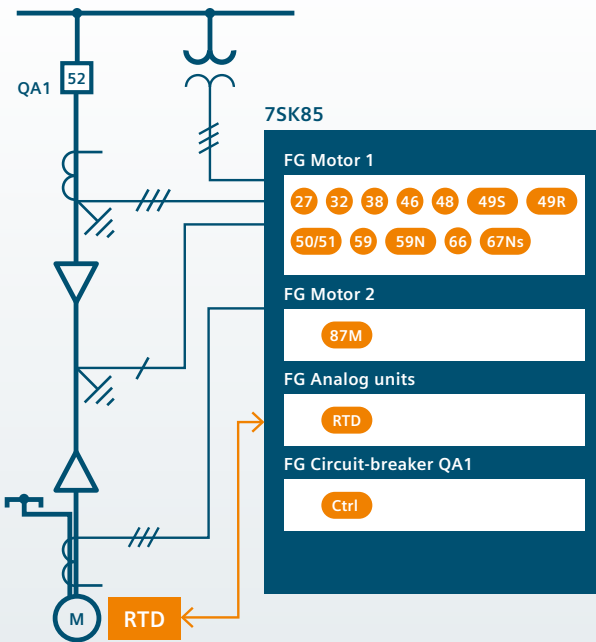 52
QA1
7SK85
FG Motor 1
27 32 38 46 48 49S 49R
50/51 59 59N 66 67Ns
FG Motor 2
87M
FG Analog units
RTD
FG Circuit-breaker QA1
Ctrl
M
RTD